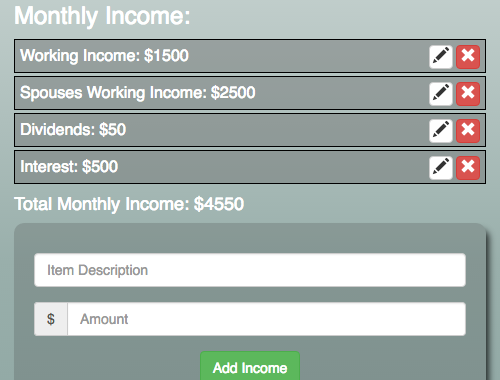 Monthly Income:
Working Income: $1500
Spouses Working Income: $2500
Dividends: $50
Interest: $500
Total Monthly Income: $4550
Item Description
$ Amount
Add Income